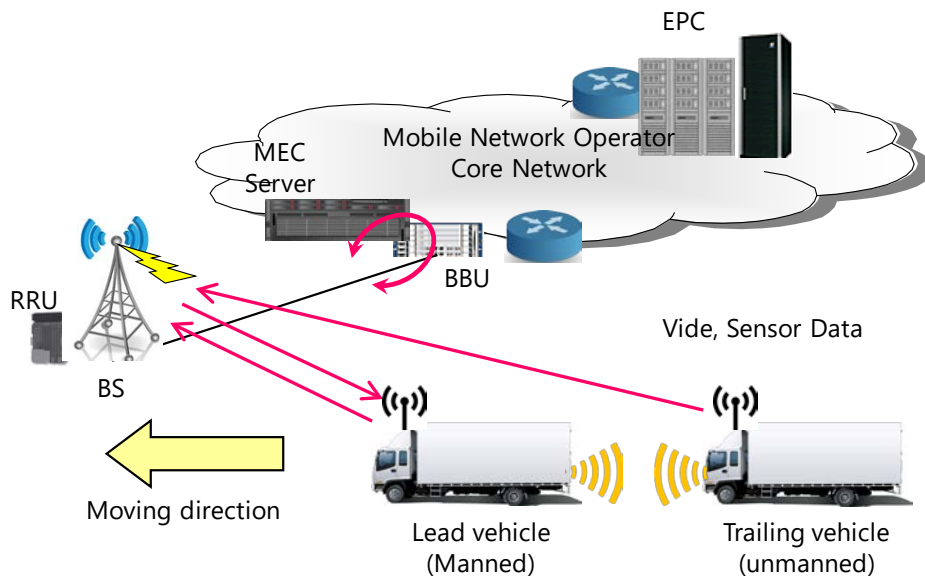 EPC
Mobile Network Operator
Core Network
MEC
Server
BBU
RRU
BS
Vide, Sensor Data
Moving direction
Lead vehicle
(Manned)
Trailing vehicle
(unmanned)